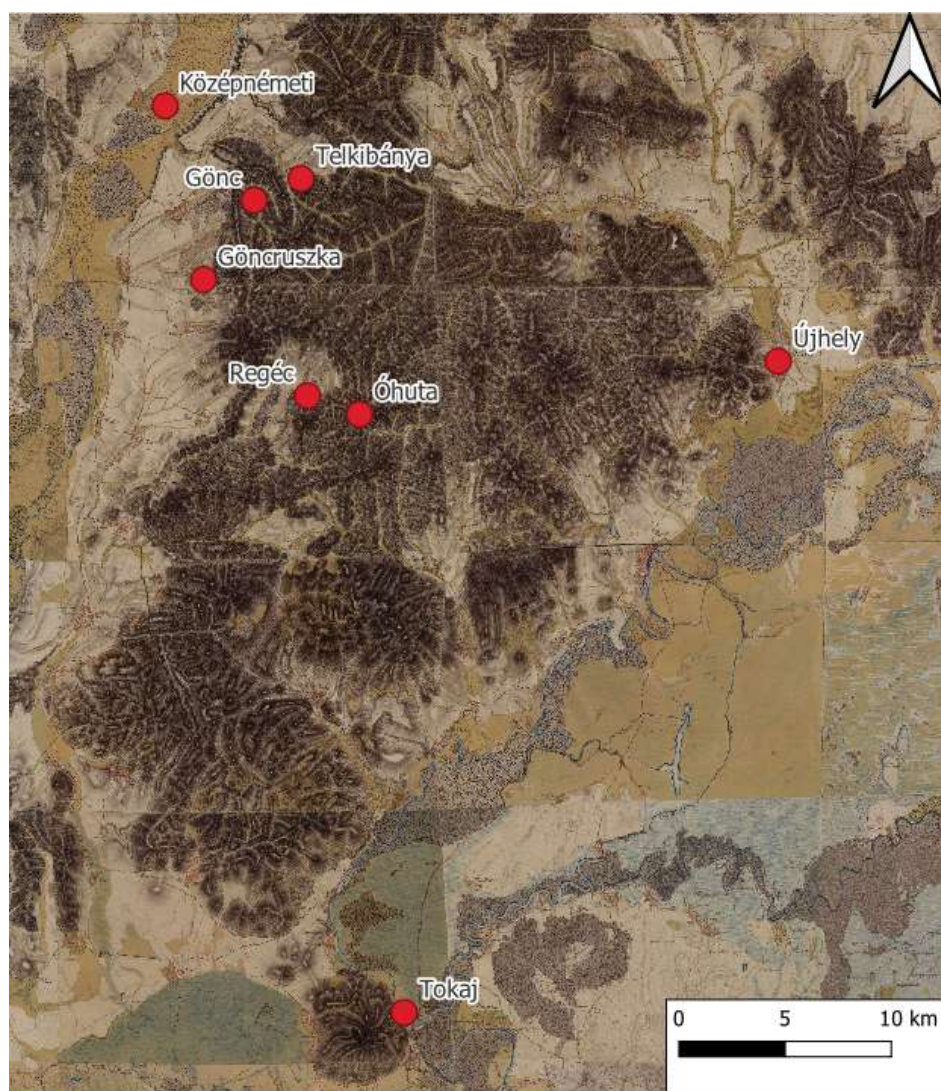 Középnémeti
Telkibánya
Gönc
Göncruszka
Újhely
Regéc
Óhuta
Tokaj
0 5 10 km